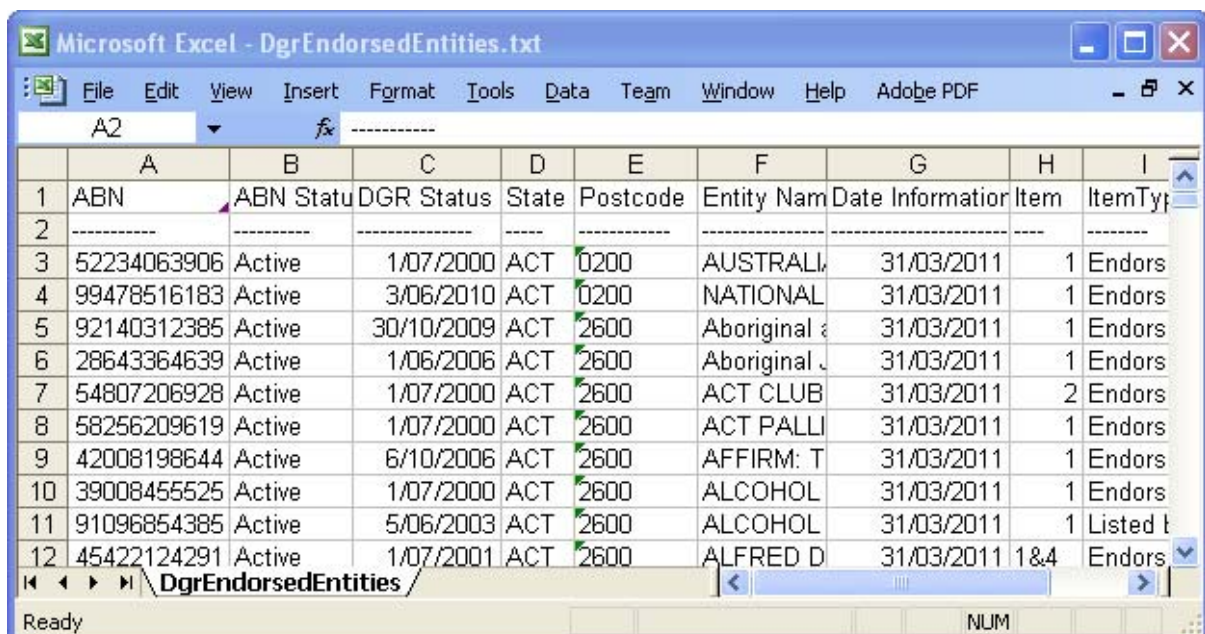 Microsoft Excel - DgrEndorsedEntities.txt
File Edit View Insert Format Tools Data Team Window Help Adobe PDF
A2 fx -----------
A B C D E F G H I
1 ABN ABN Statu DGR Status State Postcode Entity Nam Date Information Item ItemTyp
2 ----------- ---------- --------------- ----- ------------ ----------------- ------------------------ ---- --------
3 52234063906 Active 1/07/2000 ACT 0200 AUSTRALIA 31/03/2011 1 Endors
4 99478516183 Active 3/06/2010 ACT 0200 NATIONAL 31/03/2011 1 Endors
5 92140312385 Active 30/10/2009 ACT 2600 Aboriginal a 31/03/2011 1 Endors
6 28643364639 Active 1/06/2006 ACT 2600 Aboriginal J 31/03/2011 1 Endors
7 54807206928 Active 1/07/2000 ACT 2600 ACT CLUB 31/03/2011 2 Endors
8 58256209619 Active 1/07/2000 ACT 2600 ACT PALLI 31/03/2011 1 Endors
9 42008198644 Active 6/10/2006 ACT 2600 AFFIRM: T 31/03/2011 1 Endors
10 39008455525 Active 1/07/2000 ACT 2600 ALCOHOL 31/03/2011 1 Endors
11 91096854385 Active 5/06/2003 ACT 2600 ALCOHOL 31/03/2011 1 Listed b
12 45422124291 Active 1/07/2001 ACT 2600 ALFRED D 31/03/2011 1&4 Endors
DgrEndorsedEntities
Ready NUM